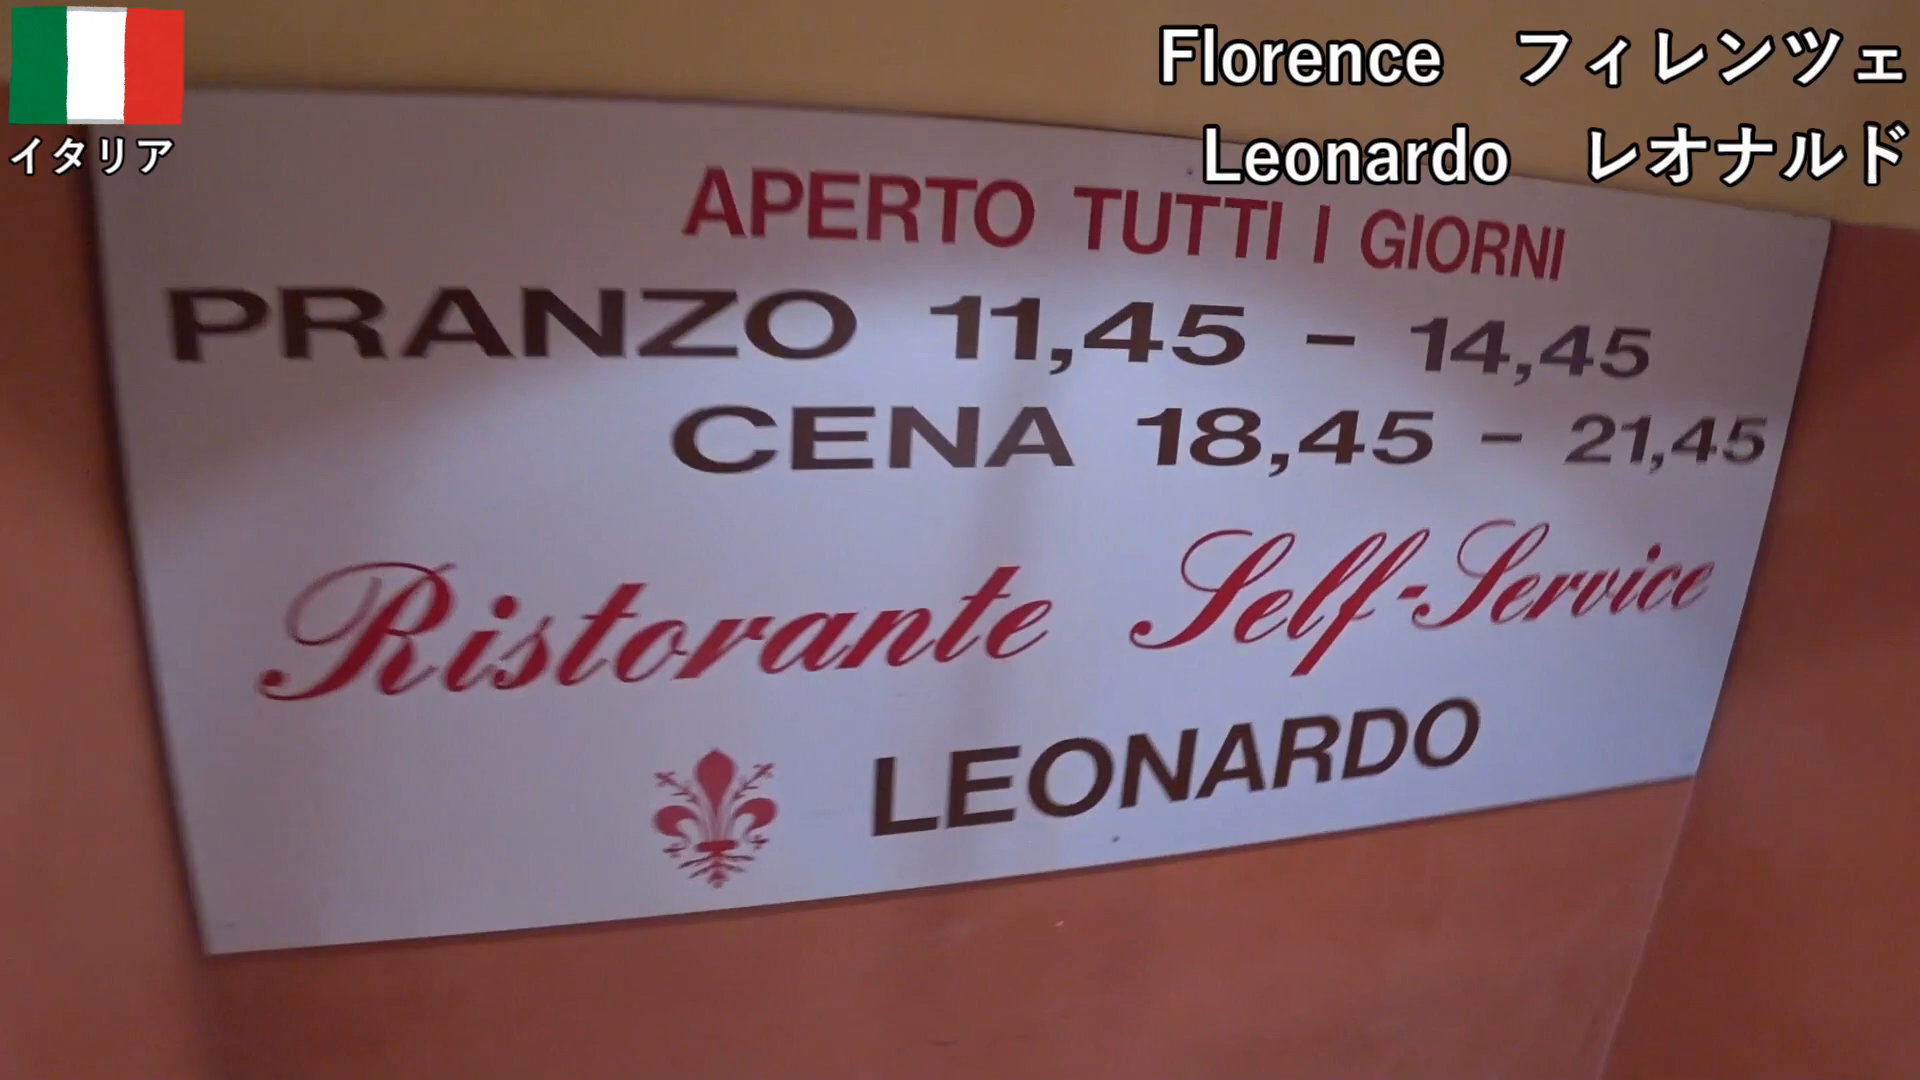 イタリア
Florence　フィレンツェ
Leonardo　レオナルド
APERTO TUTTI I GIORNI
PRANZO 11,45 - 14,45
CENA 18,45 - 21,45
Ristorante Self-Service
LEONARDO